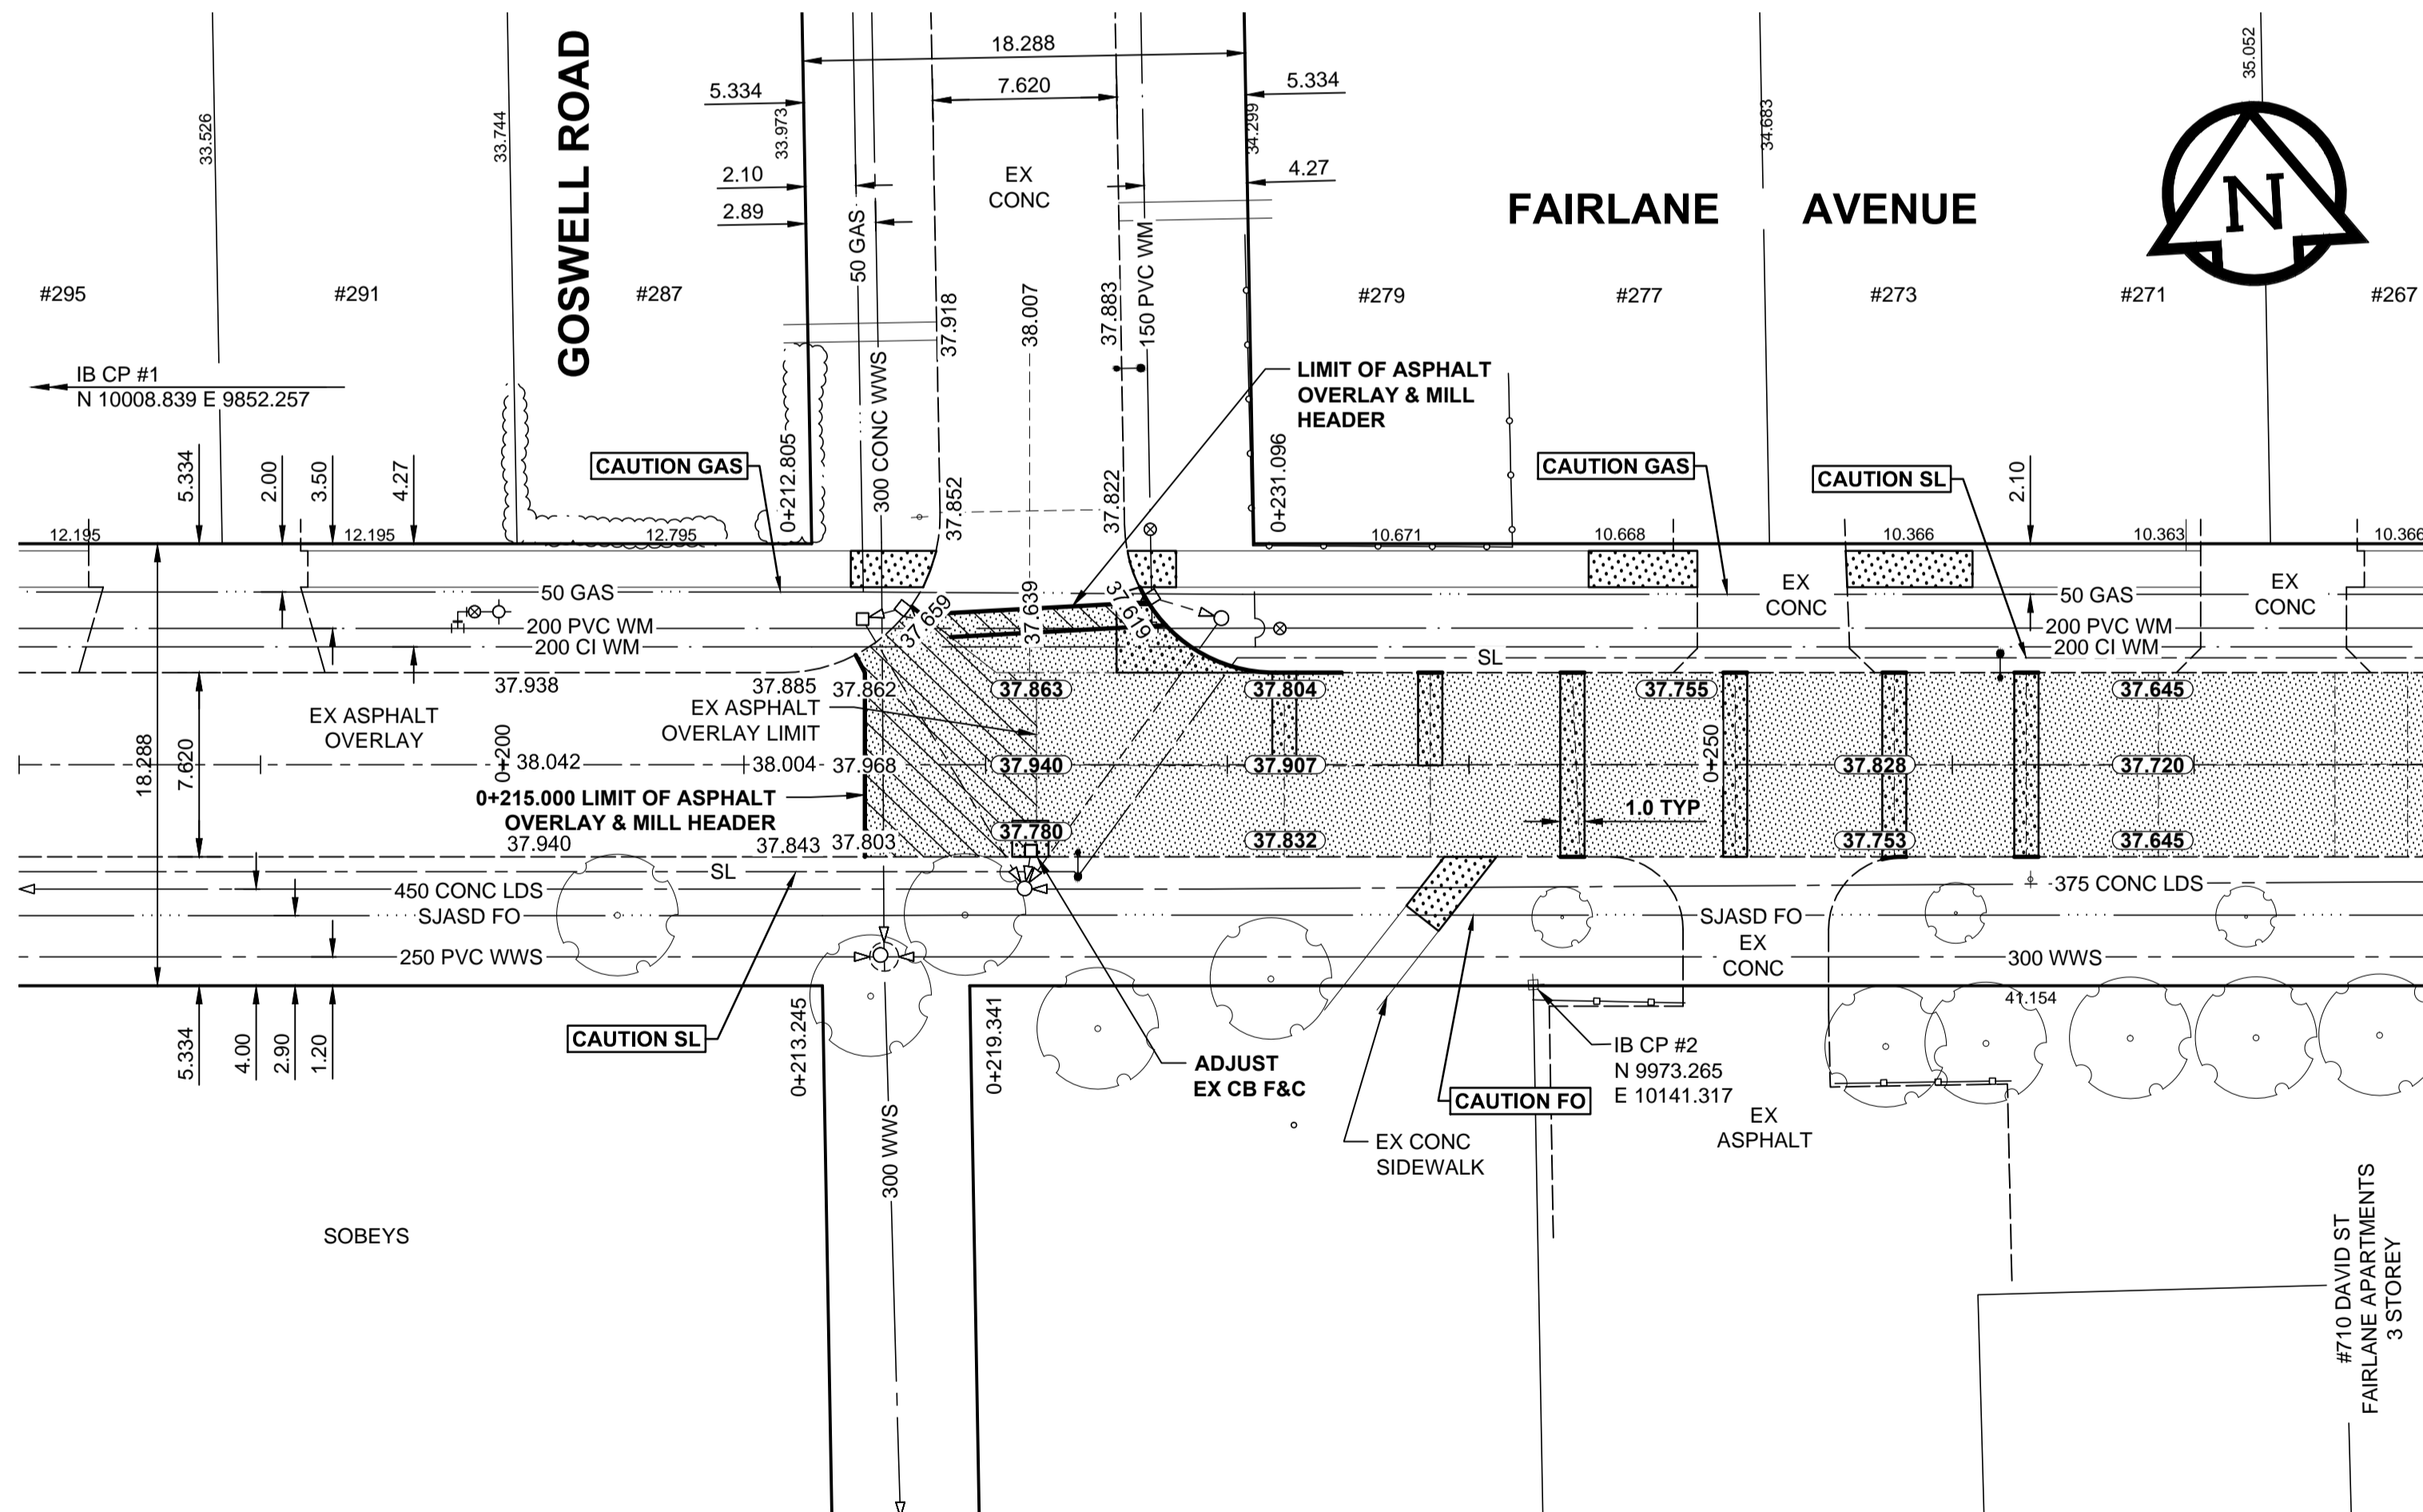 GOSWELL ROAD
FAIRLANE AVENUE
N
18.288
7.620
5.334
5.334
33.526
33.744
33.973
34.299
34.683
35.052
2.10
4.27
2.89
EX
CONC
50 GAS
300 CONC WWS
150 PVC WM
37.918
38.007
37.883
#295
#291
#287
#279
#277
#273
#271
#267
IB CP #1
N 10008.839 E 9852.257
LIMIT OF ASPHALT
OVERLAY & MILL
HEADER
CAUTION GAS
CAUTION GAS
CAUTION SL
5.334
2.00
3.50
4.27
0+212.805
37.852
37.822
0+231.096
2.10
12.195
12.195
12.795
10.671
10.668
10.366
10.363
10.366
50 GAS
200 PVC WM
200 CI WM
37.659
37.639
37.619
EX
CONC
50 GAS
200 PVC WM
200 CI WM
EX
CONC
SL
37.938
37.885
37.862
37.863
37.804
37.755
37.645
EX ASPHALT
OVERLAY
EX ASPHALT
OVERLAY LIMIT
18.288
7.620
0+200
38.042
38.004
37.968
37.940
37.907
0+250
37.828
37.720
0+215.000 LIMIT OF ASPHALT
OVERLAY & MILL HEADER
1.0 TYP
37.940
37.843
37.803
37.780
37.832
37.753
37.645
SL
450 CONC LDS
SJASD FO
250 PVC WWS
375 CONC LDS
SJASD FO
EX
CONC
300 WWS
5.334
4.00
2.90
1.20
CAUTION SL
0+213.245
0+219.341
41.154
ADJUST
EX CB F&C
CAUTION FO
IB CP #2
N 9973.265
E 10141.317
EX
ASPHALT
EX CONC
SIDEWALK
300 WWS
SOBEYS
#710 DAVID ST
FAIRLANE APARTMENTS
3 STOREY